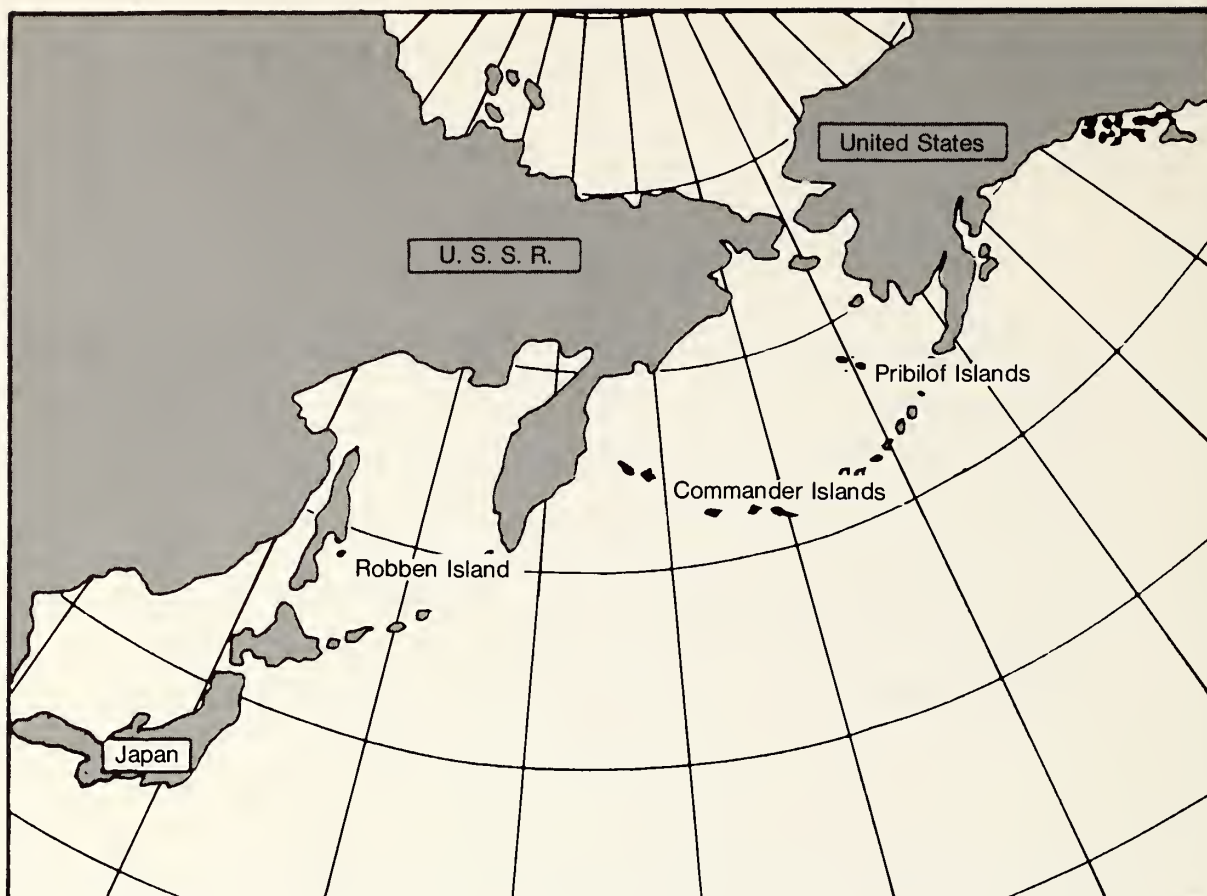 United States
U. S. S. R.
Pribilof Islands
Commander Islands
Robben Island
Japan